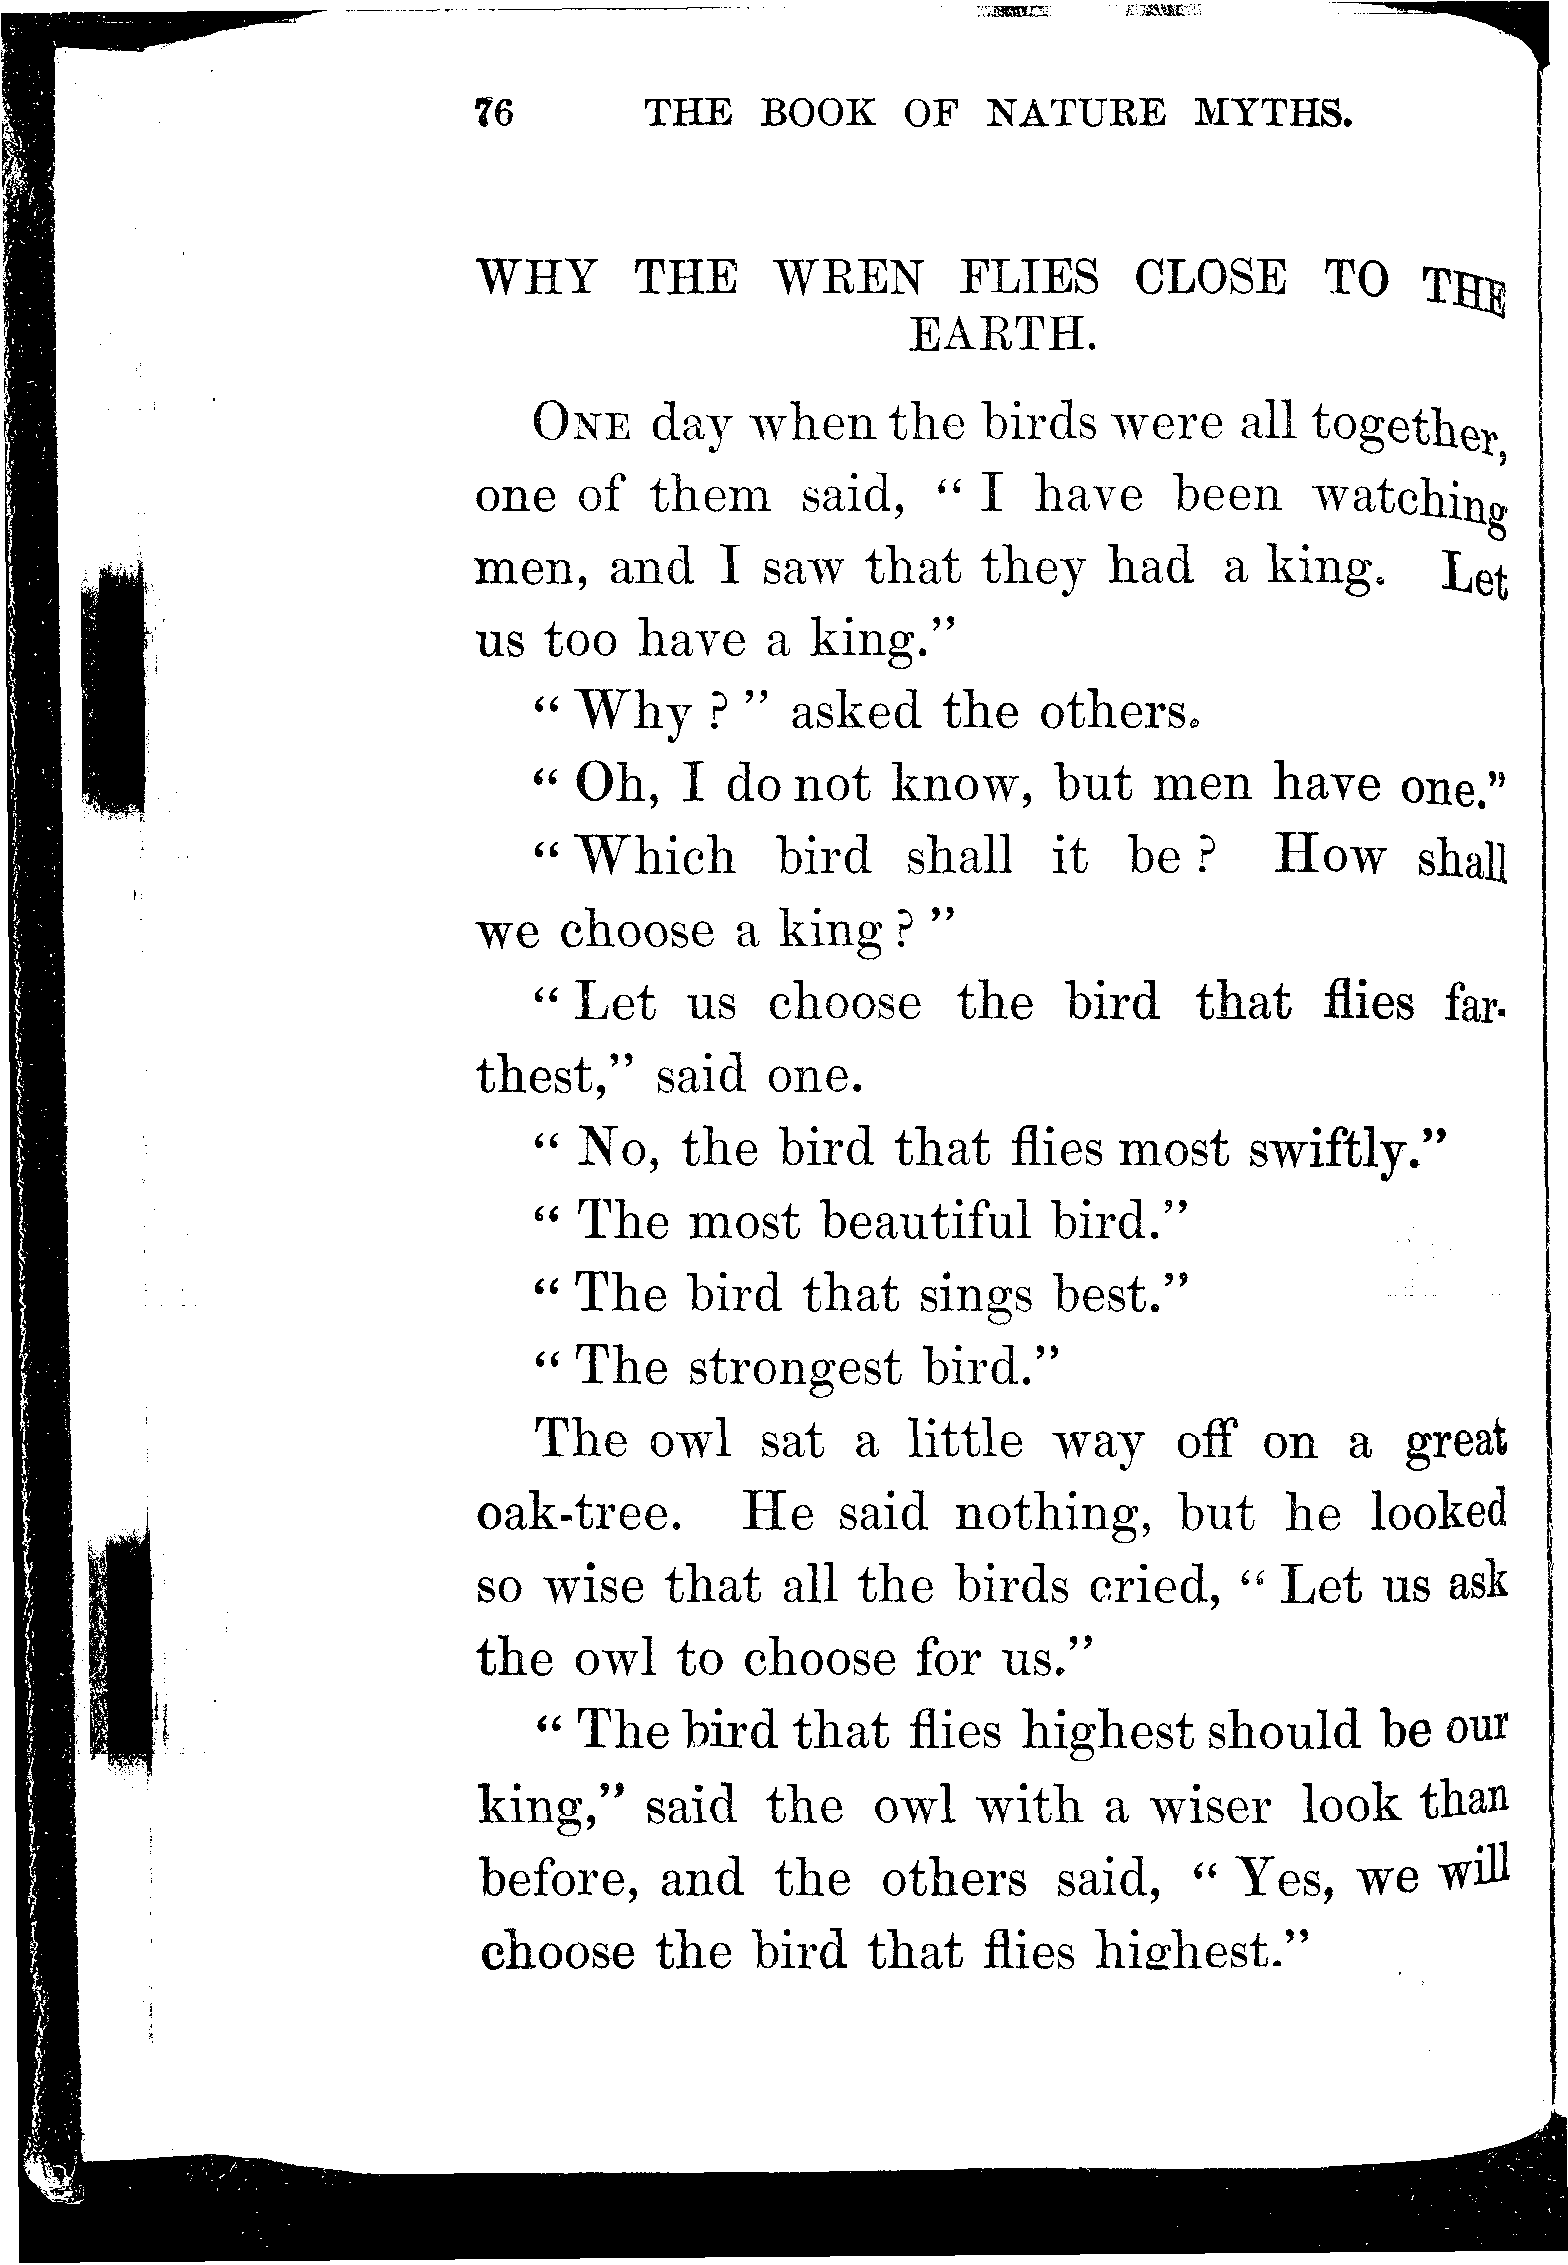 76 THE BOOK OF NATURE MYTHS.
WHY THE WREN FLIES CLOSE TO THE
EARTH.
ONE day when the birds were all together,
one of them said, “ I have been watching
men, and I saw that they had a king. Let
us too have a king.”
“ Why ? ” asked the others.
“ Oh, I do not know, but men have one.”
“ Which bird shall it be ? How shall
we choose a king ? ”
“ Let us choose the bird that flies far-
thest,” said one.
“ No, the bird that flies most swiftly.”
“ The most beautiful bird.”
“ The bird that sings best.”
“ The strongest bird.”
The owl sat a little way off on a great
oak-tree. He said nothing, but he looked
so wise that all the birds cried, “ Let us ask
the owl to choose for us.”
“ The bird that flies highest should be our
king,” said the owl with a wiser look than
before, and the others said, “ Yes, we will
choose the bird that flies highest.”